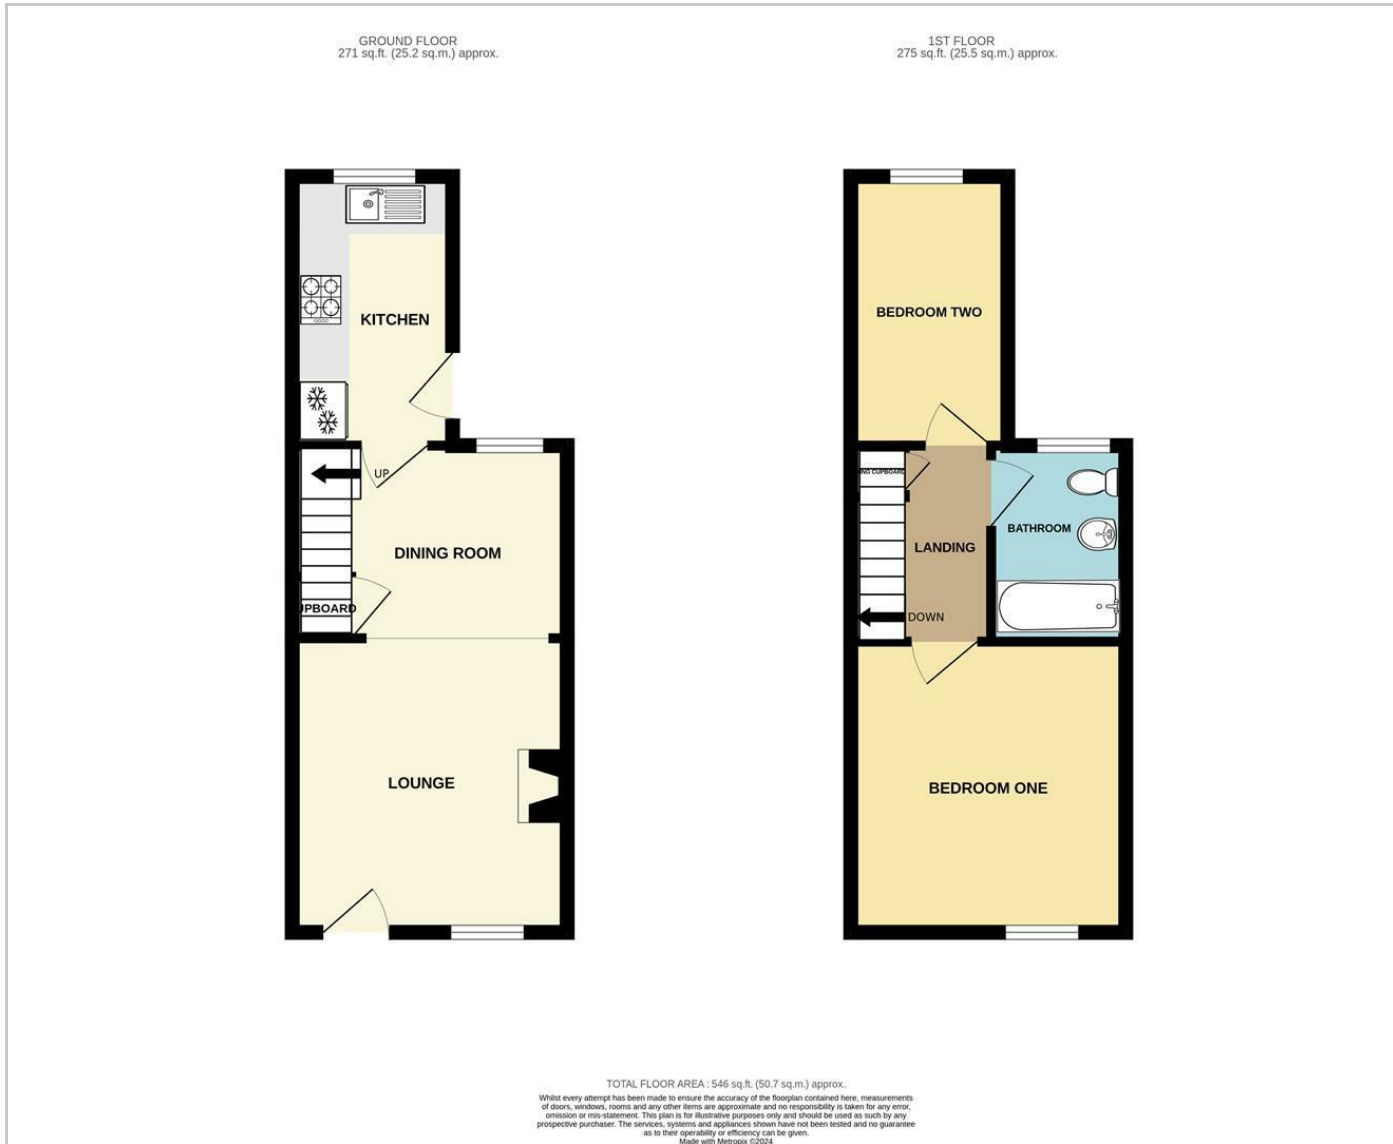 GROUND FLOOR
271 sq.ft. (25.2 sq.m.) approx.
1ST FLOOR
275 sq.ft. (25.5 sq.m.) approx.
KITCHEN
UP
DINING ROOM
UPBOARD
LOUNGE
BEDROOM TWO
NG CUPBOARD
BATHROOM
LANDING
DOWN
BEDROOM ONE
TOTAL FLOOR AREA : 546 sq.ft. (50.7 sq.m.) approx.
Whilst every attempt has been made to ensure the accuracy of the floorplan contained here, measurements
of doors, windows, rooms and any other items are approximate and no responsibility is taken for any error,
omission or mis-statement. This plan is for illustrative purposes only and should be used as such by any
prospective purchaser. The services, systems and appliances shown have not been tested and no guarantee
as to their operability or efficiency can be given.
Made with Metropix ©2024